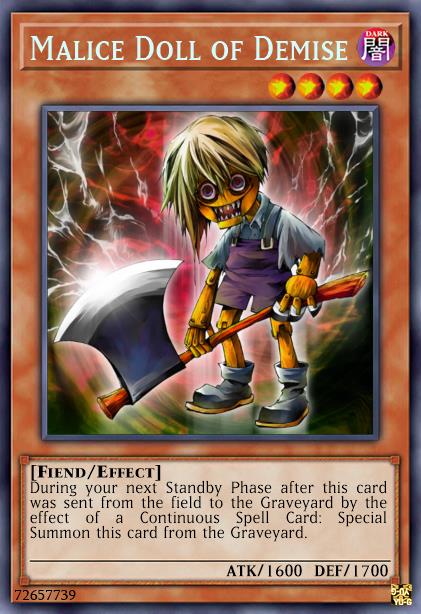 MALICE DOLL OF DEMISE
DARK
闇
[FIEND/EFFECT]
During your next Standby Phase after this card
was sent from the field to the Graveyard by the
effect of a Continuous Spell Card: Special
Summon this card from the Graveyard.
ATK/1600 DEF/1700
72657739